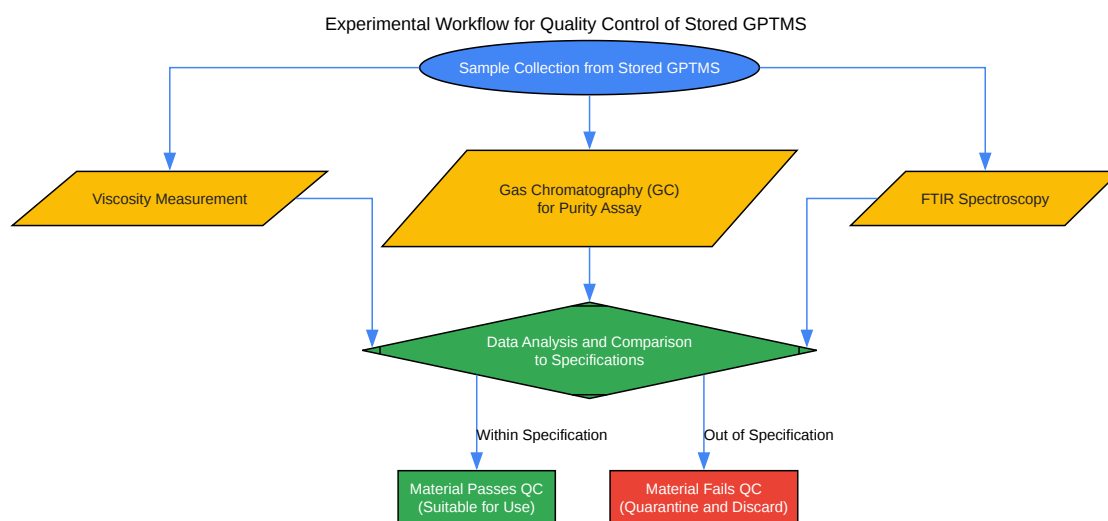 Experimental Workflow for Quality Control of Stored GPTMS
Sample Collection from Stored GPTMS
Viscosity Measurement
Gas Chromatography (GC)
for Purity Assay
FTIR Spectroscopy
Data Analysis and Comparison
to Specifications
Within Specification
Out of Specification
Material Passes QC
(Suitable for Use)
Material Fails QC
(Quarantine and Discard)